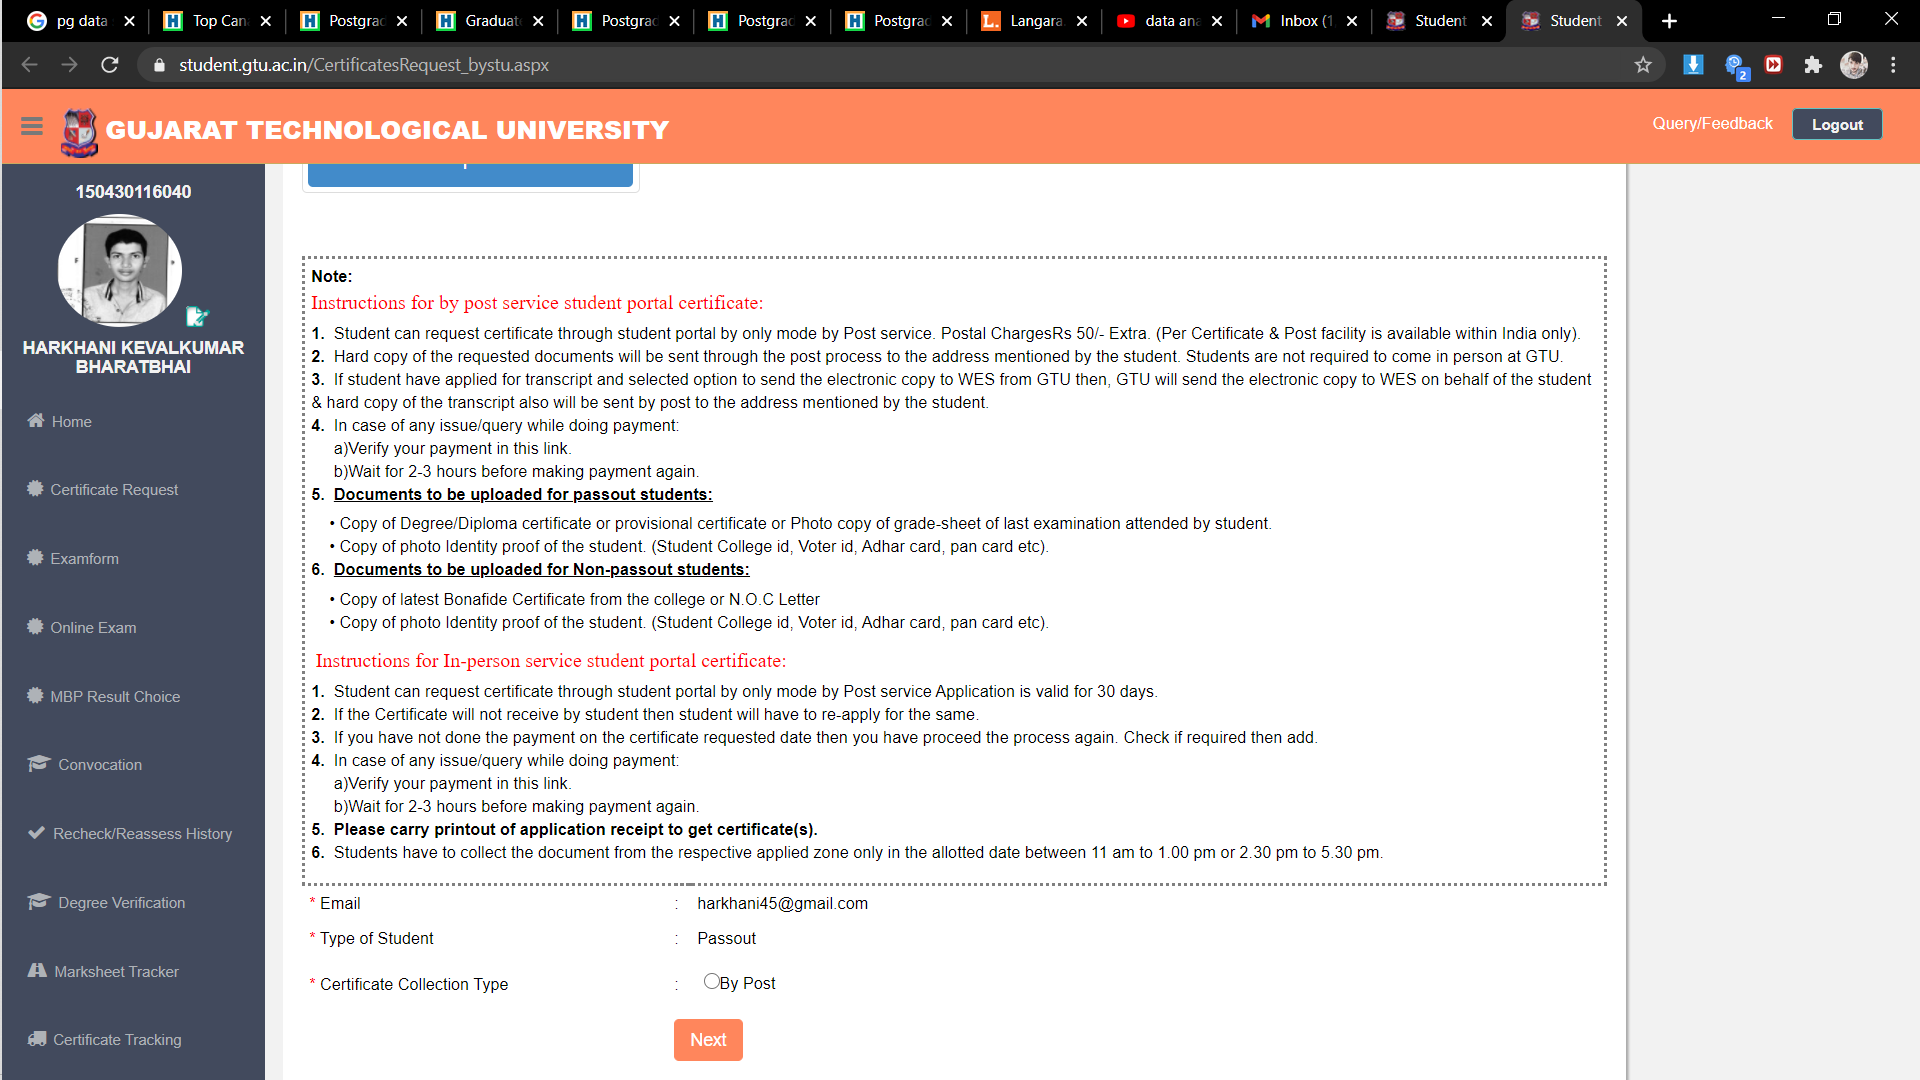 pg data
Top Can
Postgrad
Graduat
Postgrad
Postgrad
Postgrad
Langara
data ana
Inbox (1
Student
Student
student.gtu.ac.in/CertificatesRequest_bystu.aspx
2
GUJARAT TECHNOLOGICAL UNIVERSITY
Query/Feedback
Logout
150430116040
HARKHANI KEVALKUMAR
BHARATBHAI
Home
Certificate Request
Examform
Online Exam
MBP Result Choice
Convocation
Recheck/Reassess History
Degree Verification
Marksheet Tracker
Certificate Tracking
Note:
Instructions for by post service student portal certificate:
1. Student can request certificate through student portal by only mode by Post service. Postal ChargesRs 50/- Extra. (Per Certificate & Post facility is available within India only).
2. Hard copy of the requested documents will be sent through the post process to the address mentioned by the student. Students are not required to come in person at GTU.
3. If student have applied for transcript and selected option to send the electronic copy to WES from GTU then, GTU will send the electronic copy to WES on behalf of the student
& hard copy of the transcript also will be sent by post to the address mentioned by the student.
4. In case of any issue/query while doing payment:
a)Verify your payment in this link.
b)Wait for 2-3 hours before making payment again.
5. Documents to be uploaded for passout students:
• Copy of Degree/Diploma certificate or provisional certificate or Photo copy of grade-sheet of last examination attended by student.
• Copy of photo Identity proof of the student. (Student College id, Voter id, Adhar card, pan card etc).
6. Documents to be uploaded for Non-passout students:
• Copy of latest Bonafide Certificate from the college or N.O.C Letter
• Copy of photo Identity proof of the student. (Student College id, Voter id, Adhar card, pan card etc).
Instructions for In-person service student portal certificate:
1. Student can request certificate through student portal by only mode by Post service Application is valid for 30 days.
2. If the Certificate will not receive by student then student will have to re-apply for the same.
3. If you have not done the payment on the certificate requested date then you have proceed the process again. Check if required then add.
4. In case of any issue/query while doing payment:
a)Verify your payment in this link.
b)Wait for 2-3 hours before making payment again.
5. Please carry printout of application receipt to get certificate(s).
6. Students have to collect the document from the respective applied zone only in the allotted date between 11 am to 1.00 pm or 2.30 pm to 5.30 pm.
* Email : harkhani45@gmail.com
* Type of Student : Passout
* Certificate Collection Type : By Post
Next